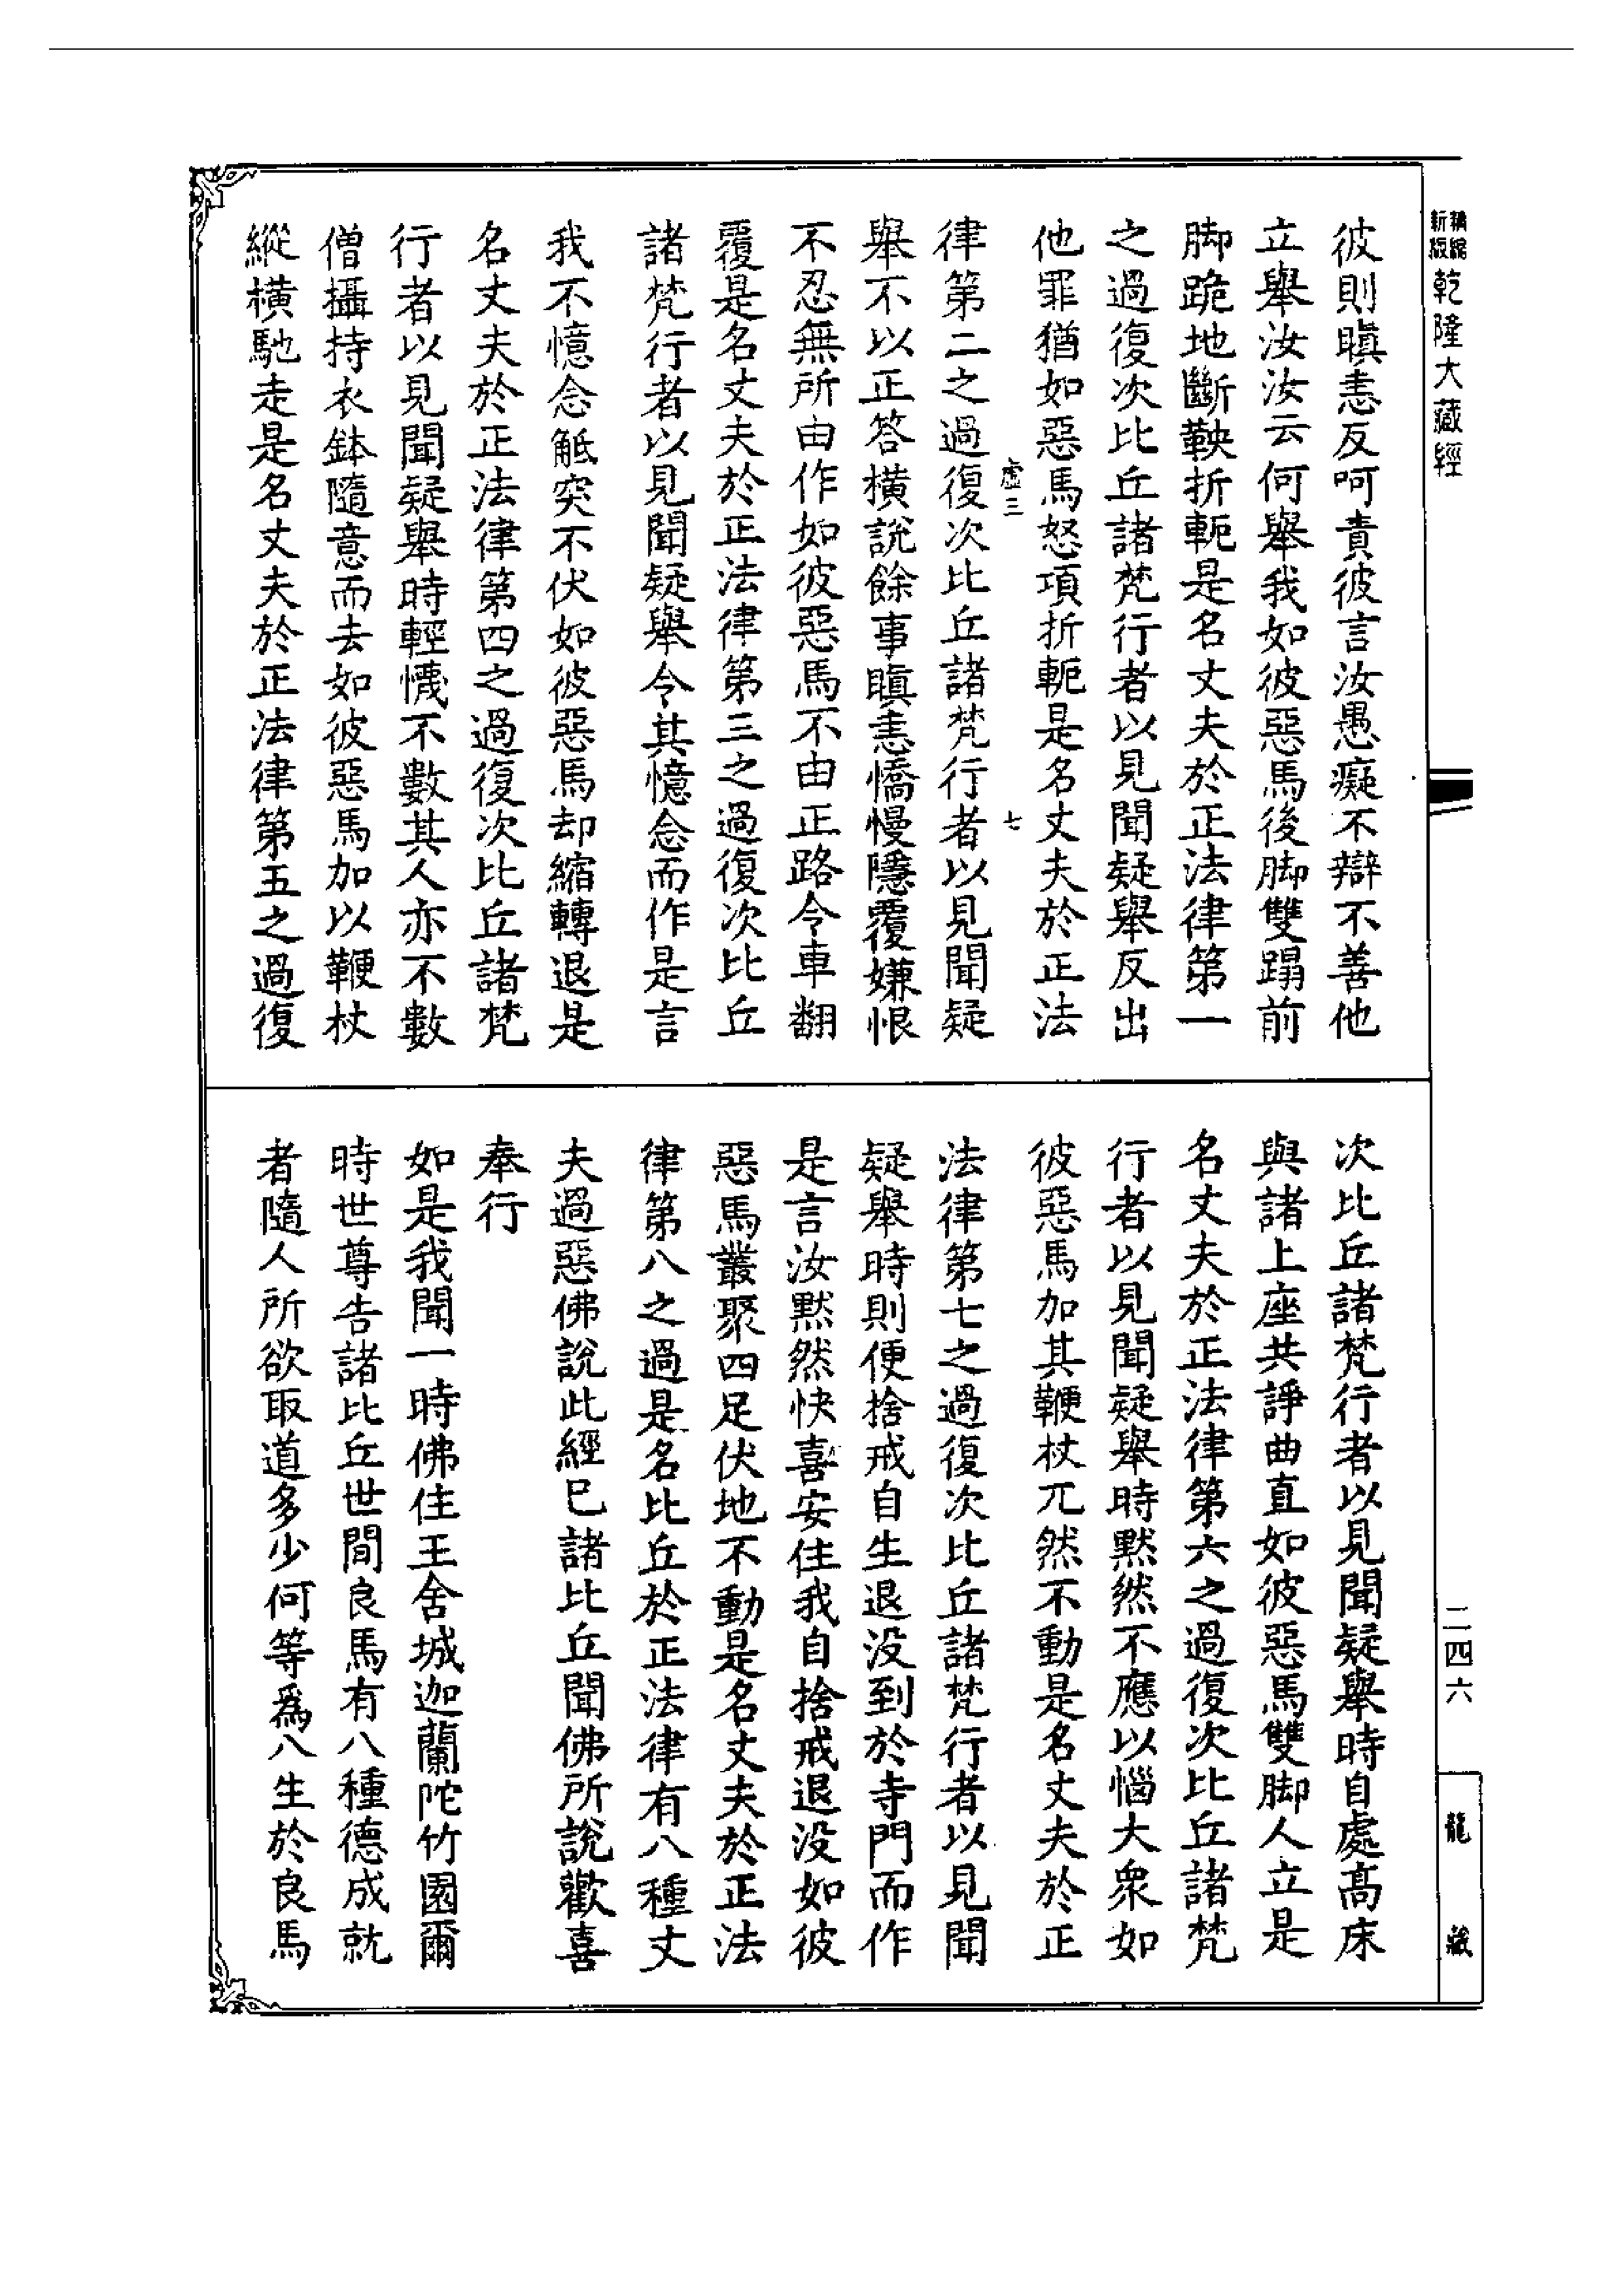 新編縮版乾隆大藏經
彼則瞋恚反呵責彼言汝愚癡不辯不善他
立舉汝汝云何舉我如彼惡馬後脚雙蹋前
脚跪地斷鞅折軛是名丈夫於正法律第一
之過復次比丘諸梵行者以見聞疑舉反出
他罪猶如惡馬怒項折軛是名丈夫於正法
虛三 七
律第二之過復次比丘諸梵行者以見聞疑
舉不以正答橫說餘事瞋恚憍慢隱覆嫌恨
不忍無所由作如彼惡馬不由正路令車翻
覆是名丈夫於正法律第三之過復次比丘
諸梵行者以見聞疑舉令其憶念而作是言
我不憶念觝突不伏如彼惡馬却縮轉退是
名丈夫於正法律第四之過復次比丘諸梵
行者以見聞疑舉時輕懱不數其人亦不數
僧攝持衣鉢隨意而去如彼惡馬加以鞭杖
縱橫馳走是名丈夫於正法律第五之過復
次比丘諸梵行者以見聞疑舉時自處高床
與諸上座共諍曲直如彼惡馬雙脚人立是
名丈夫於正法律第六之過復次比丘諸梵
行者以見聞疑舉時默然不應以惱大衆如
彼惡馬加其鞭杖兀然不動是名丈夫於正
法律第七之過復次比丘諸梵行者以見聞
疑舉時則便捨戒自生退没到於寺門而作
是言汝默然快喜安住我自捨戒退没如彼
惡馬叢聚四足伏地不動是名丈夫於正法
律第八之過是名比丘於正法律有八種丈
夫過惡佛說此經已諸比丘聞佛所說歡喜
奉行
如是我聞一時佛住王舍城迦蘭陀竹園爾
時世尊告諸比丘世間良馬有八種德成就
者隨人所欲取道多少何等爲八生於良馬
二四六
龍藏